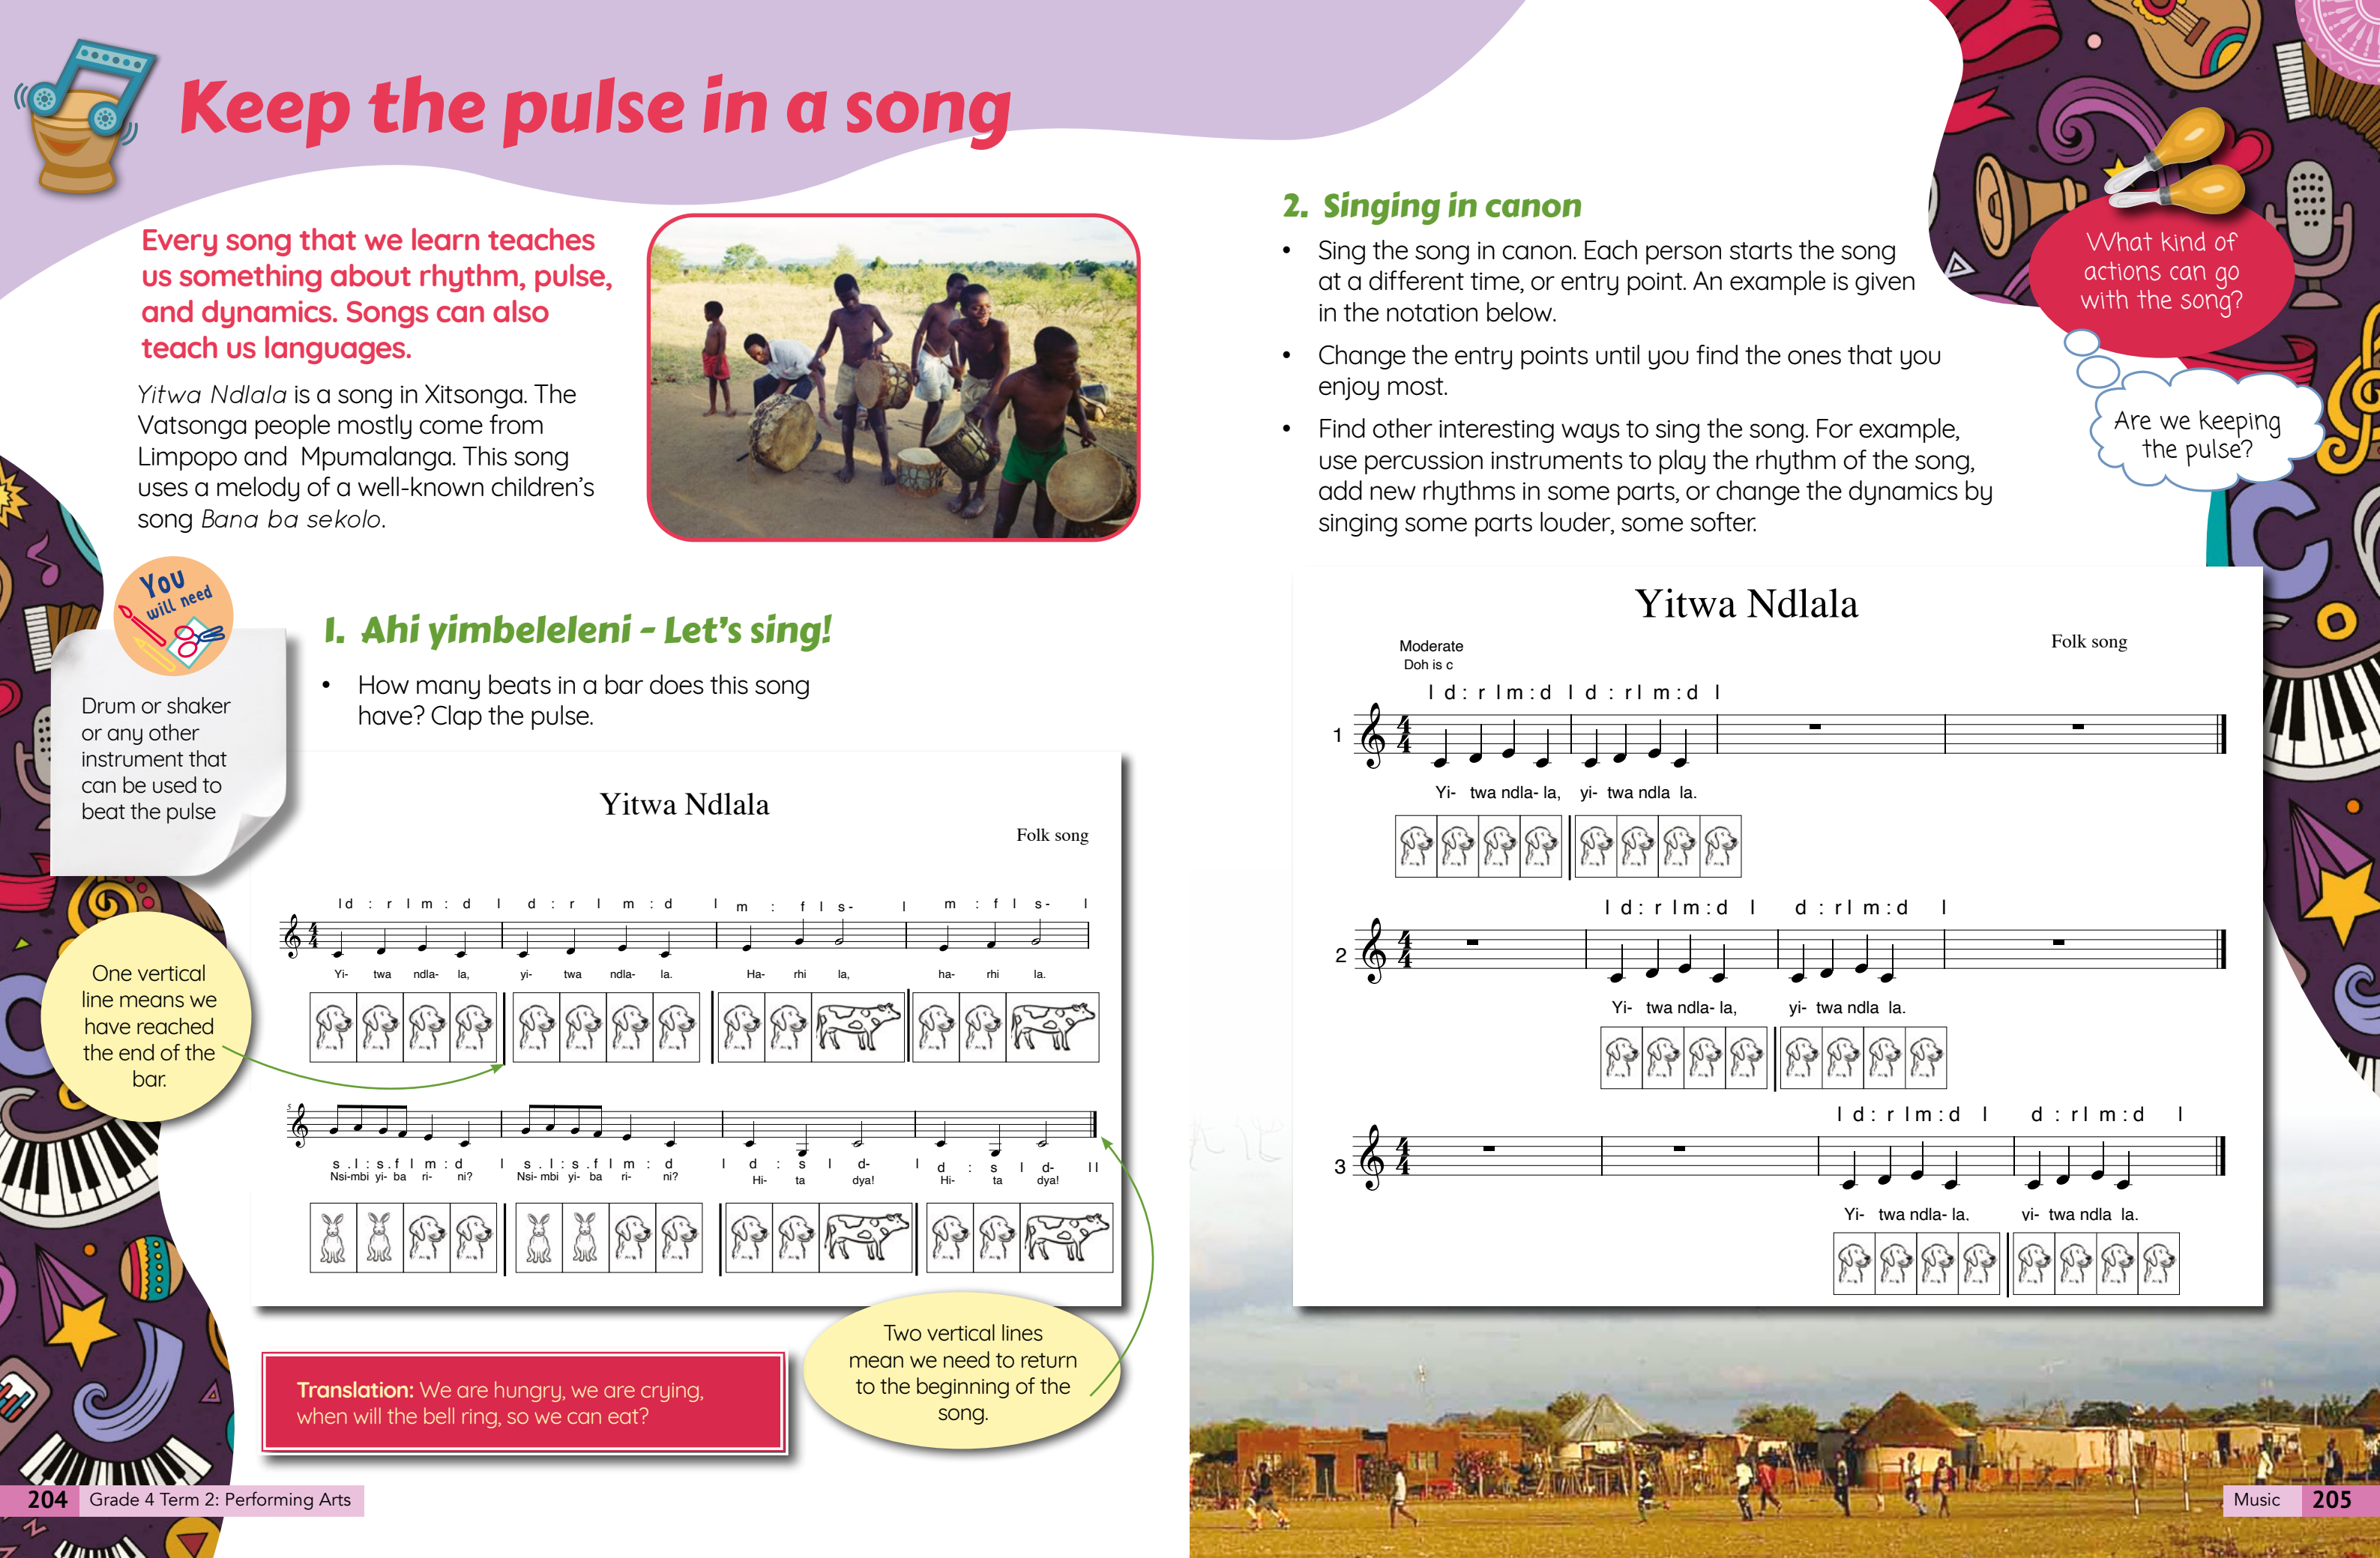 Keep the pulse in a song
Every song that we learn teaches
us something about rhythm, pulse,
and dynamics. Songs can also
teach us languages.
Yitwa Ndlala is a song in Xitsonga. The
Vatsonga people mostly come from
Limpopo and Mpumalanga. This song
uses a melody of a well-known children's
song Bana ba sekolo.
You
will need
Drum or shaker
or any other
instrument that
can be used to
beat the pulse
1. Ahi yimbeleleni - Let's sing!
• How many beats in a bar does this song
have? Clap the pulse.
Yitwa Ndlala
Folk song
l d : r l m : d l d : r l m : d l m : f l s - l m : f l s - l
4
4
Yi- twa ndla- la, yi- twa ndla- la. Ha- rhi la, ha- rhi la.
5
s . l : s . f l m : d l s . l : s . f l m : d l d : s l d- l d : s l d- l l
Nsi-mbi yi- ba ri- ni? Nsi- mbi yi- ba ri- ni? Hi- ta dya! Hi- ta dya!
One vertical
line means we
have reached
the end of the
bar.
Two vertical lines
mean we need to return
to the beginning of the
song.
Translation: We are hungry, we are crying,
when will the bell ring, so we can eat?
204 Grade 4 Term 2: Performing Arts
2. Singing in canon
• Sing the song in canon. Each person starts the song
at a different time, or entry point. An example is given
in the notation below.
• Change the entry points until you find the ones that you
enjoy most.
• Find other interesting ways to sing the song. For example,
use percussion instruments to play the rhythm of the song,
add new rhythms in some parts, or change the dynamics by
singing some parts louder, some softer.
What kind of
actions can go
with the song?
Are we keeping
the pulse?
Yitwa Ndlala
Folk song
Moderate
Doh is c
l d : r l m : d l d : r l m : d l
1
4
4
Yi- twa ndla- la, yi- twa ndla la.
l d : r l m : d l d : r l m : d l
2
4
4
Yi- twa ndla- la, yi- twa ndla la.
l d : r l m : d l d : r l m : d l
3
4
4
Yi- twa ndla- la. yi- twa ndla la.
Music 205